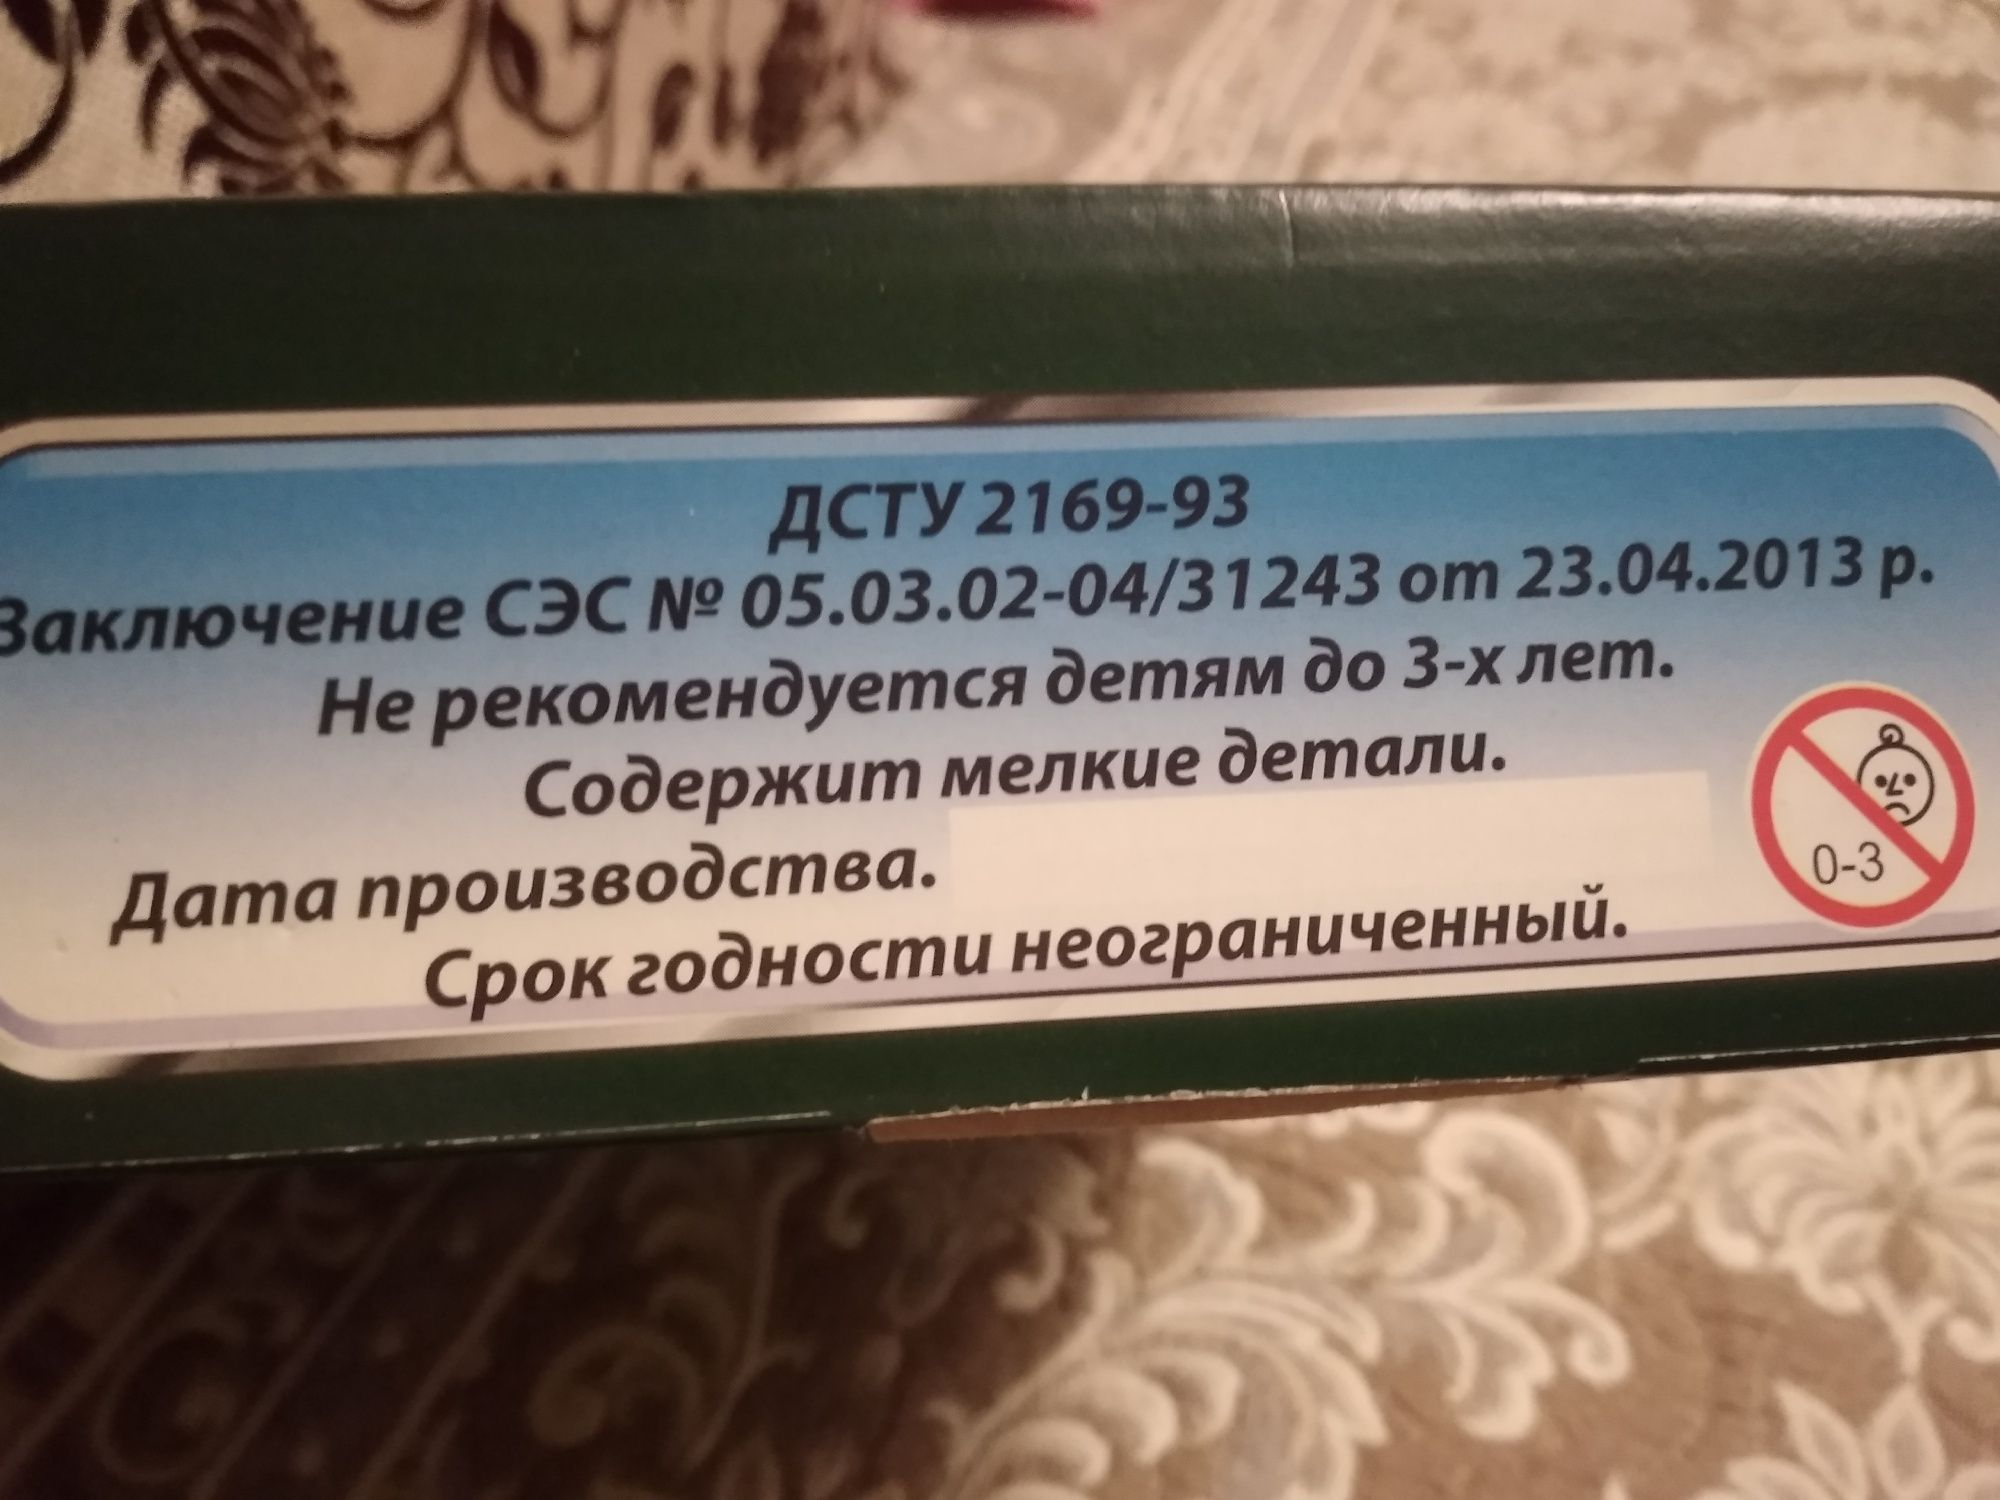 ДСТУ 2169-93
Заключение СЭС № 05.03.02-04/31243 от 23.04.2013 р.
Не рекомендуется детям до 3-х лет.
Содержит мелкие детали.
Дата производства.
0-3
Срок годности неограниченный.